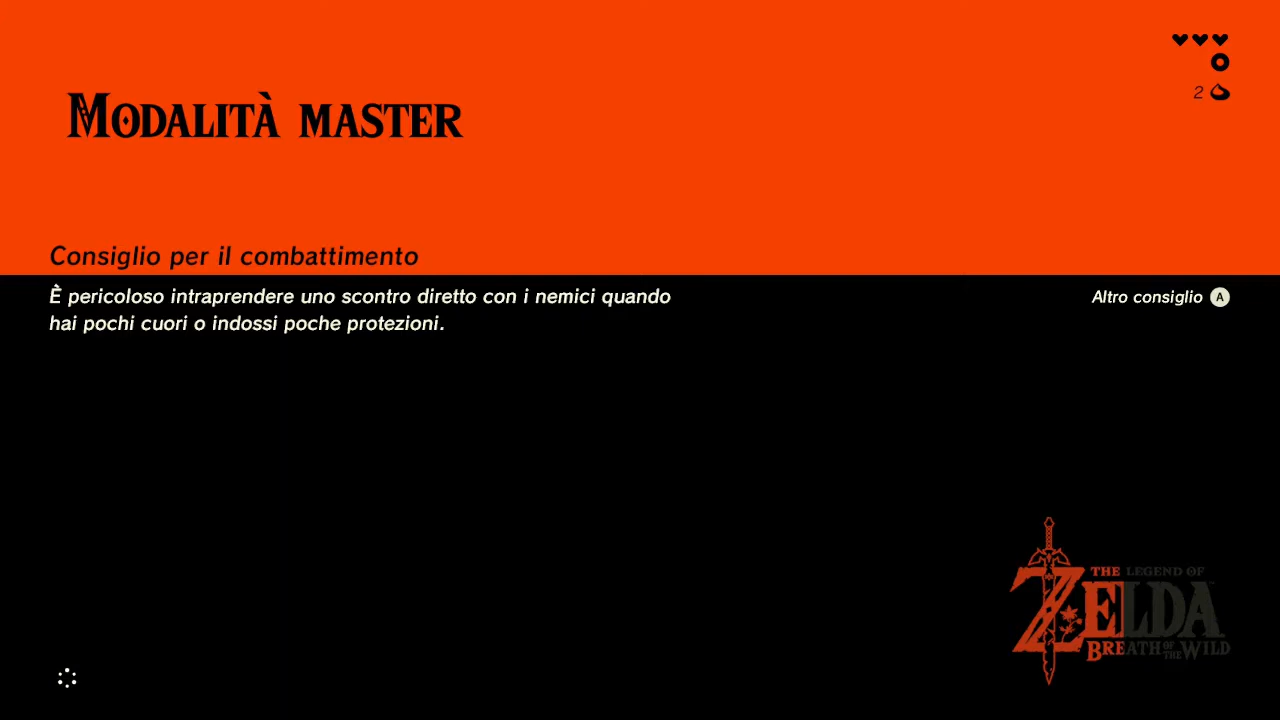 Modalità master
2
Consiglio per il combattimento
È pericoloso intraprendere uno scontro diretto con i nemici quando
hai pochi cuori o indossi poche protezioni.
Altro consiglio A
THE LEGEND OF
ZELDA
BREATH OF THE WILD